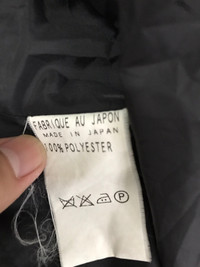 FABRIQUE AU JAPON
MADE IN JAPAN
100% POLYESTER
P